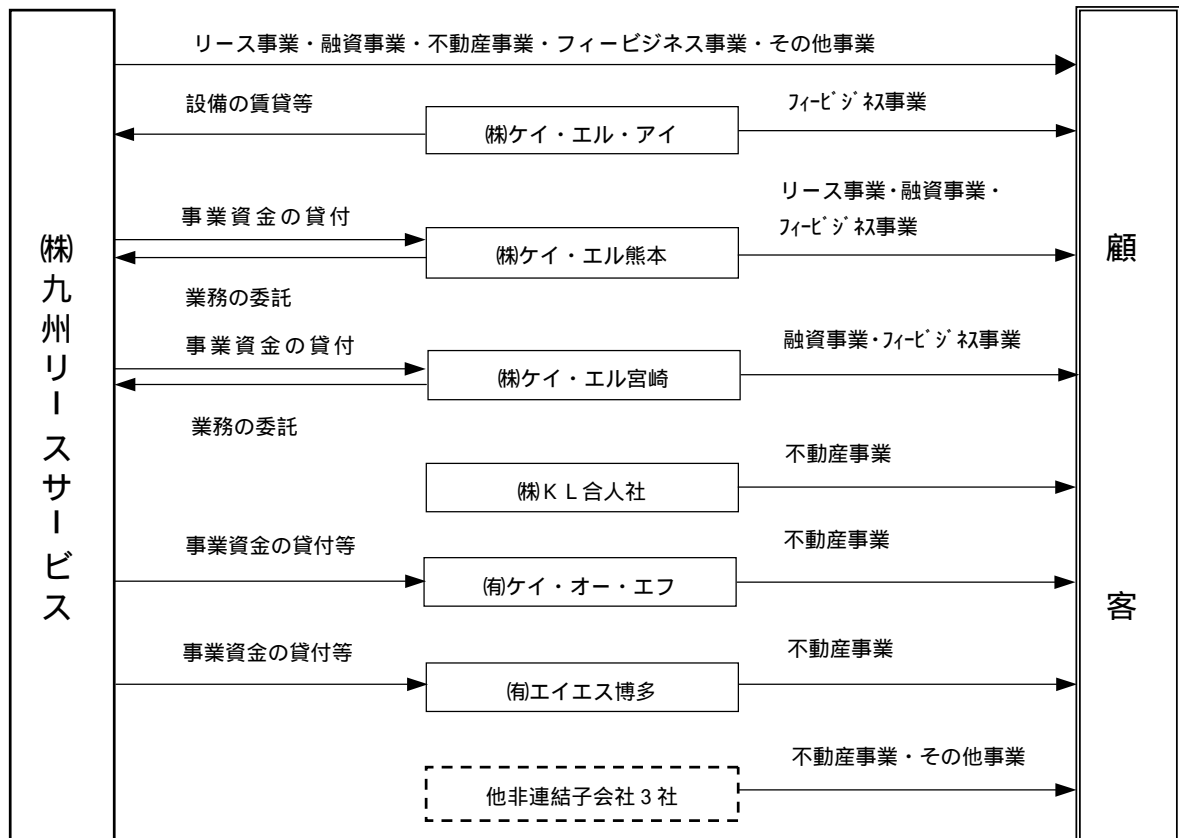 リース事業・融資事業・不動産事業・フィービジネス事業・その他事業
設備の賃貸等
㈱ケイ・エル・アイ
フィービジネス事業
事業資金の貸付
㈱ケイ・エル熊本
リース事業・融資事業・
フィービジネス事業
業務の委託
事業資金の貸付
㈱ケイ・エル宮崎
融資事業・フィービジネス事業
業務の委託
㈱KL合人社
不動産事業
事業資金の貸付等
㈲ケイ・オー・エフ
不動産事業
事業資金の貸付等
㈲エイエス博多
不動産事業
他非連結子会社3社
不動産事業・その他事業
㈱九州リースサービス
顧客